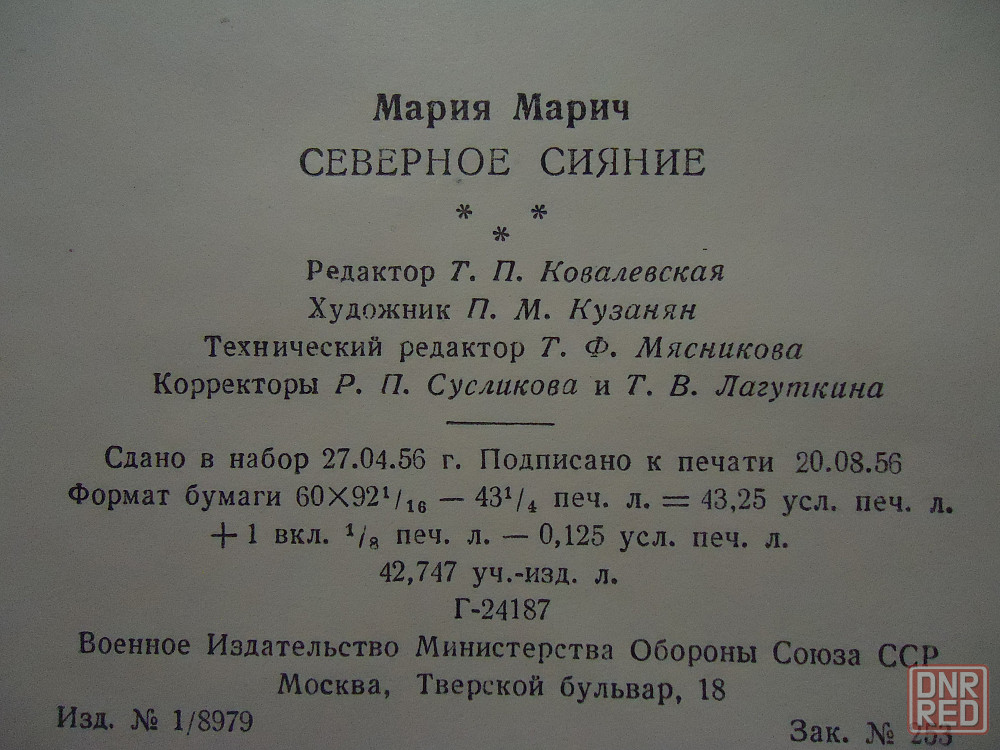 Мария Марич
СЕВЕРНОЕ СИЯНИЕ
* *
*
Редактор Т. П. Ковалевская
Художник П. М. Кузанян
Технический редактор Т. Ф. Мясникова
Корректоры Р. П. Сусликова и Т. В. Лагуткина
Сдано в набор 27.04.56 г. Подписано к печати 20.08.56
Формат бумаги 60×92¹/₁₆ — 43¹/₄ печ. л. = 43,25 усл. печ. л.
+ 1 вкл. ¹/₈ печ. л. — 0,125 усл. печ. л.
42,747 уч.-изд. л.
Г-24187
Военное Издательство Министерства Обороны Союза ССР
Москва, Тверской бульвар, 18
Изд. № 1/8979
Зак. № 253
DNR
RED